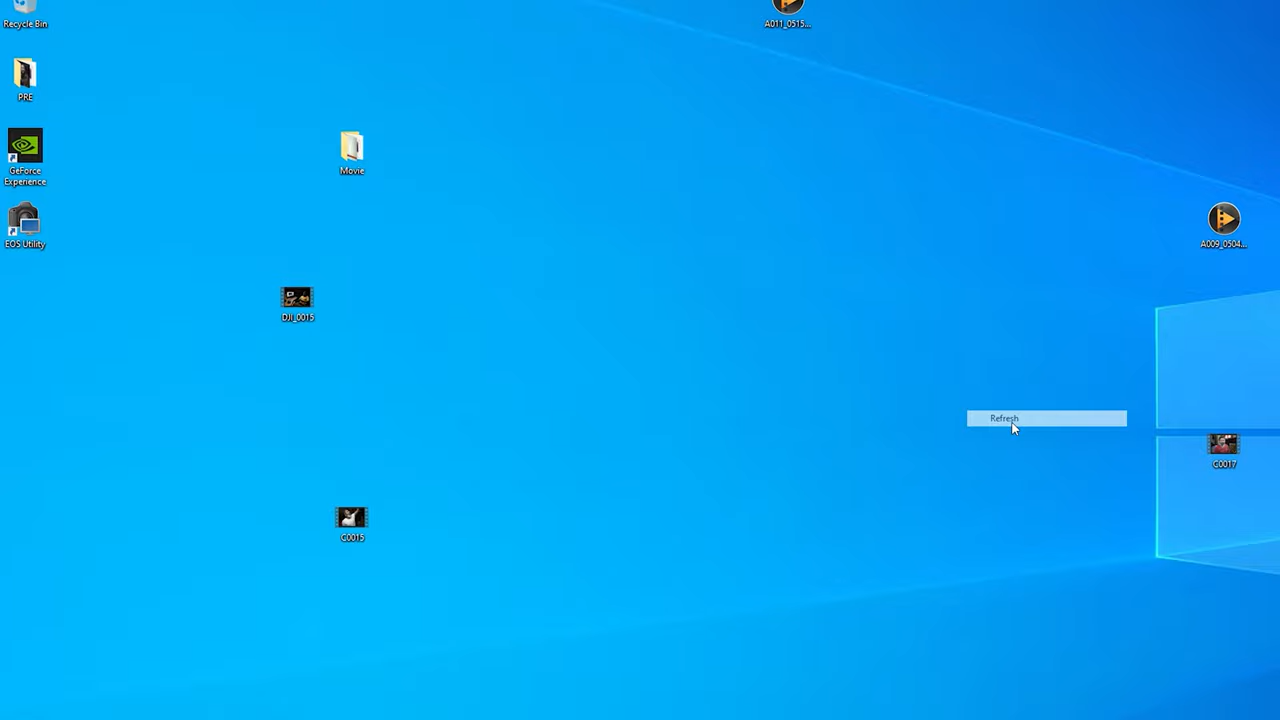 Recycle Bin
A011_0515...
PRE
Movie
GeForce
Experience
EOS Utility
A009_0504...
DJI_0015
Refresh
C0017
C0015